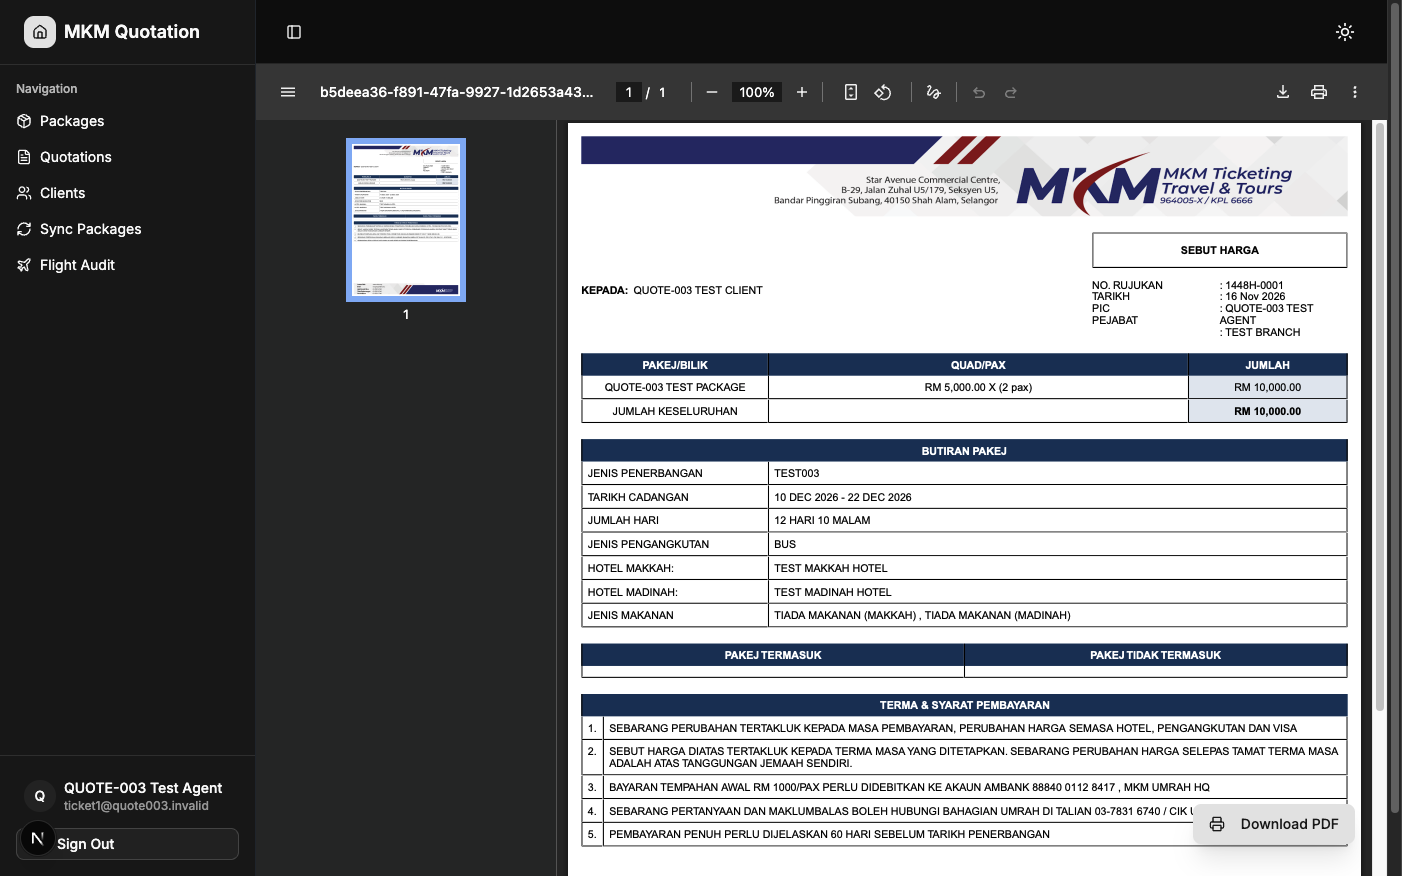 MKM Quotation
Navigation
Packages
Quotations
Clients
Sync Packages
Flight Audit
Q
QUOTE-003 Test Agent
ticket1@quote003.invalid
N
Sign Out
b5deea36-f891-47fa-9927-1d2653a43...
1 / 1
100%
1
Star Avenue Commercial Centre,
B-29, Jalan Zuhal U5/179, Seksyen U5,
Bandar Pinggiran Subang, 40150 Shah Alam, Selangor
MKM
MKM Ticketing
Travel & Tours
964005-X / KPL 6666
SEBUT HARGA
KEPADA: QUOTE-003 TEST CLIENT
NO. RUJUKAN : 1448H-0001
TARIKH : 16 Nov 2026
PIC : QUOTE-003 TEST
PEJABAT AGENT
: TEST BRANCH
PAKEJ/BILIK QUAD/PAX JUMLAH
QUOTE-003 TEST PACKAGE RM 5,000.00 X (2 pax) RM 10,000.00
JUMLAH KESELURUHAN RM 10,000.00
BUTIRAN PAKEJ
JENIS PENERBANGAN TEST003
TARIKH CADANGAN 10 DEC 2026 - 22 DEC 2026
JUMLAH HARI 12 HARI 10 MALAM
JENIS PENGANGKUTAN BUS
HOTEL MAKKAH: TEST MAKKAH HOTEL
HOTEL MADINAH: TEST MADINAH HOTEL
JENIS MAKANAN TIADA MAKANAN (MAKKAH) , TIADA MAKANAN (MADINAH)
PAKEJ TERMASUK PAKEJ TIDAK TERMASUK
TERMA & SYARAT PEMBAYARAN
1. SEBARANG PERUBAHAN TERTAKLUK KEPADA MASA PEMBAYARAN, PERUBAHAN HARGA SEMASA HOTEL, PENGANGKUTAN DAN VISA
2. SEBUT HARGA DIATAS TERTAKLUK KEPADA TERMA MASA YANG DITETAPKAN. SEBARANG PERUBAHAN HARGA SELEPAS TAMAT TERMA MASA
ADALAH ATAS TANGGUNGAN JEMAAH SENDIRI.
3. BAYARAN TEMPAHAN AWAL RM 1000/PAX PERLU DIDEBITKAN KE AKAUN AMBANK 88840 0112 8417 , MKM UMRAH HQ
4. SEBARANG PERTANYAAN DAN MAKLUMBALAS BOLEH HUBUNGI BAHAGIAN UMRAH DI TALIAN 03-7831 6740 / CIK
5. PEMBAYARAN PENUH PERLU DIJELASKAN 60 HARI SEBELUM TARIKH PENERBANGAN
Download PDF